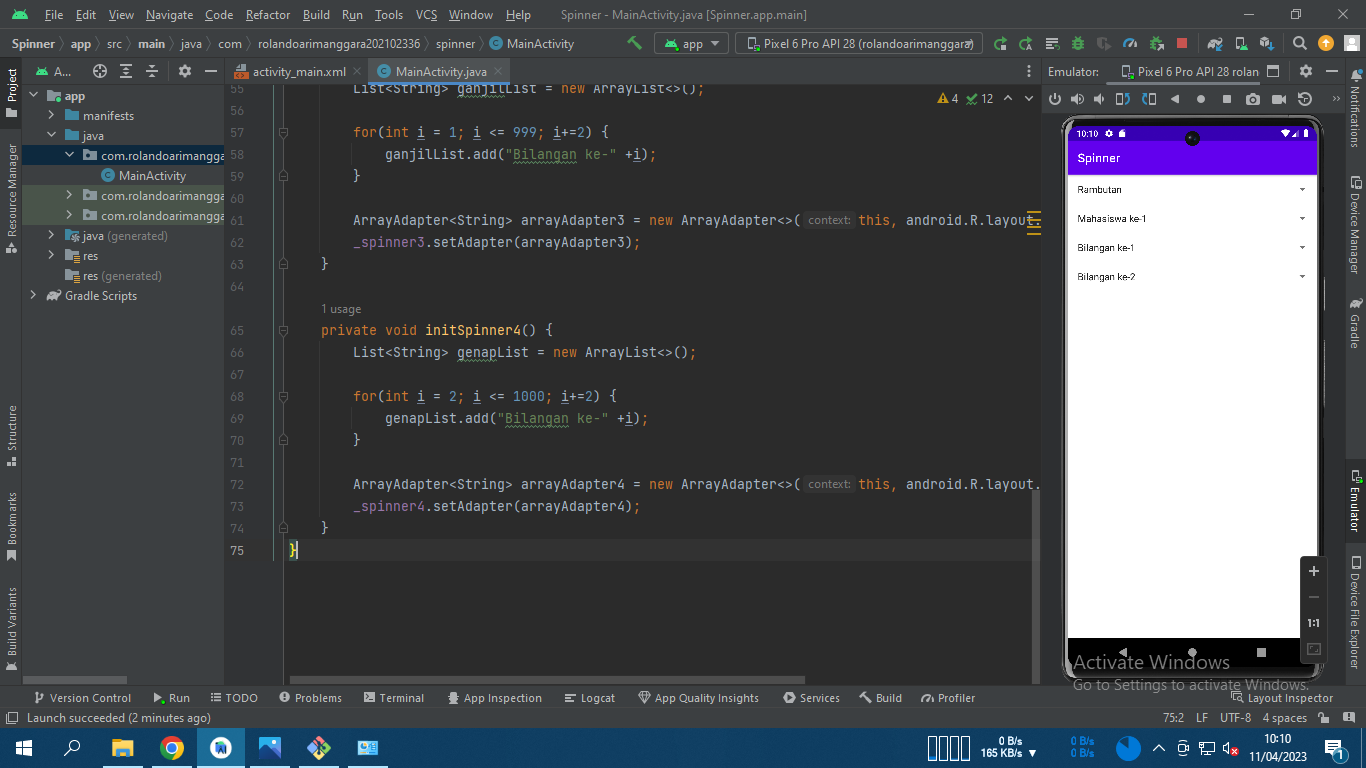 File Edit View Navigate Code Refactor Build Run Tools VCS Window Help Spinner - MainActivity.java [Spinner.app.main]
Spinner app src main java com rolandoarimanggara202102336 spinner MainActivity app Pixel 6 Pro API 28 (rolandoarimanggara)
A... activity_main.xml MainActivity.java Emulator: Pixel 6 Pro API 28 rolan
Project
Resource Manager
Structure
Bookmarks
Build Variants
app
manifests
java
com.rolandoarimangga
MainActivity
com.rolandoarimangga
com.rolandoarimangga
java (generated)
res
res (generated)
Gradle Scripts
4 12
55 List<String> ganjilList = new ArrayList<>();
56
57 for(int i = 1; i <= 999; i+=2) {
58 ganjilList.add("Bilangan ke-" +i);
59 }
60
61 ArrayAdapter<String> arrayAdapter3 = new ArrayAdapter<>( context: this, android.R.layout.
62 _spinner3.setAdapter(arrayAdapter3);
63 }
64
1 usage
65 private void initSpinner4() {
66 List<String> genapList = new ArrayList<>();
67
68 for(int i = 2; i <= 1000; i+=2) {
69 genapList.add("Bilangan ke-" +i);
70 }
71
72 ArrayAdapter<String> arrayAdapter4 = new ArrayAdapter<>( context: this, android.R.layout.
73 _spinner4.setAdapter(arrayAdapter4);
74 }
75 }
10:10
Spinner
Rambutan
Mahasiswa ke-1
Bilangan ke-1
Bilangan ke-2
1:1
Notifications
Device Manager
Gradle
Emulator
Device File Explorer
Activate Windows
Go to Settings to activate Windows.
Version Control Run TODO Problems Terminal App Inspection Logcat App Quality Insights Services Build Profiler Layout Inspector
Launch succeeded (2 minutes ago) 75:2 LF UTF-8 4 spaces
0 B/s 0 B/s 10:10
165 KB/s 0 B/s 11/04/2023 1